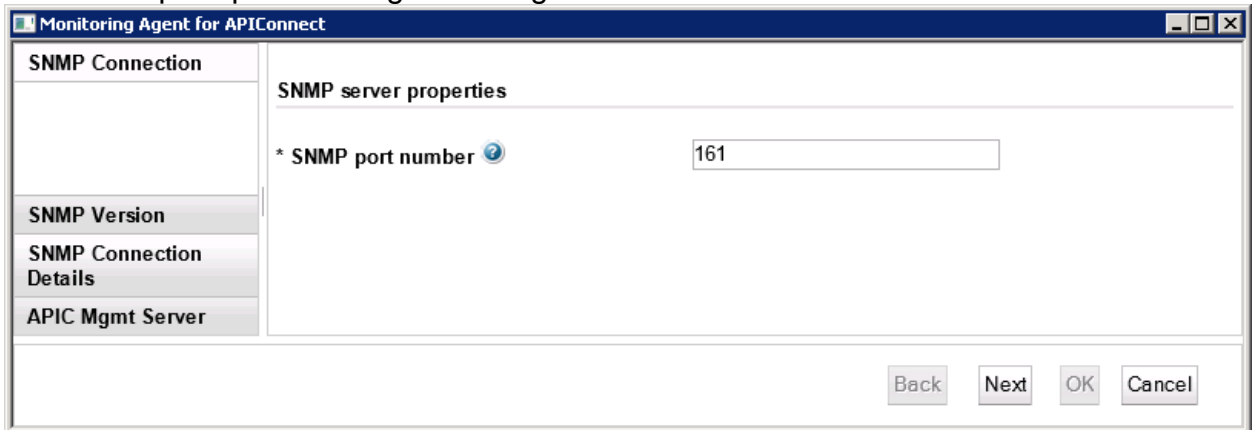 Monitoring Agent for APIConnect
SNMP Connection
SNMP Version
SNMP Connection
Details
APIC Mgmt Server
SNMP server properties
* SNMP port number
161
Back Next OK Cancel